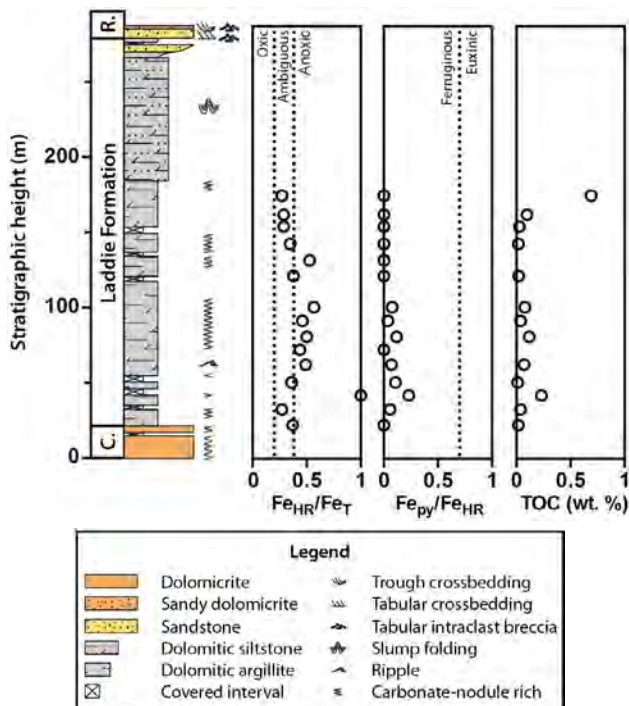 R.
Laddie Formation
C.
Stratigraphic height (m)
200
100
0
Oxic
Ambiguous
Anoxic
Ferruginous
Euxinic
0 0.5 1
0 0.5 1
0 0.5 1
FeHR/FeT
Fepy/FeHR
TOC (wt. %)
Legend
Dolomicrite
Sandy dolomicrite
Sandstone
Dolomitic siltstone
Dolomitic argillite
Covered interval
Trough crossbedding
Tabular crossbedding
Tabular intraclast breccia
Slump folding
Ripple
Carbonate-nodule rich